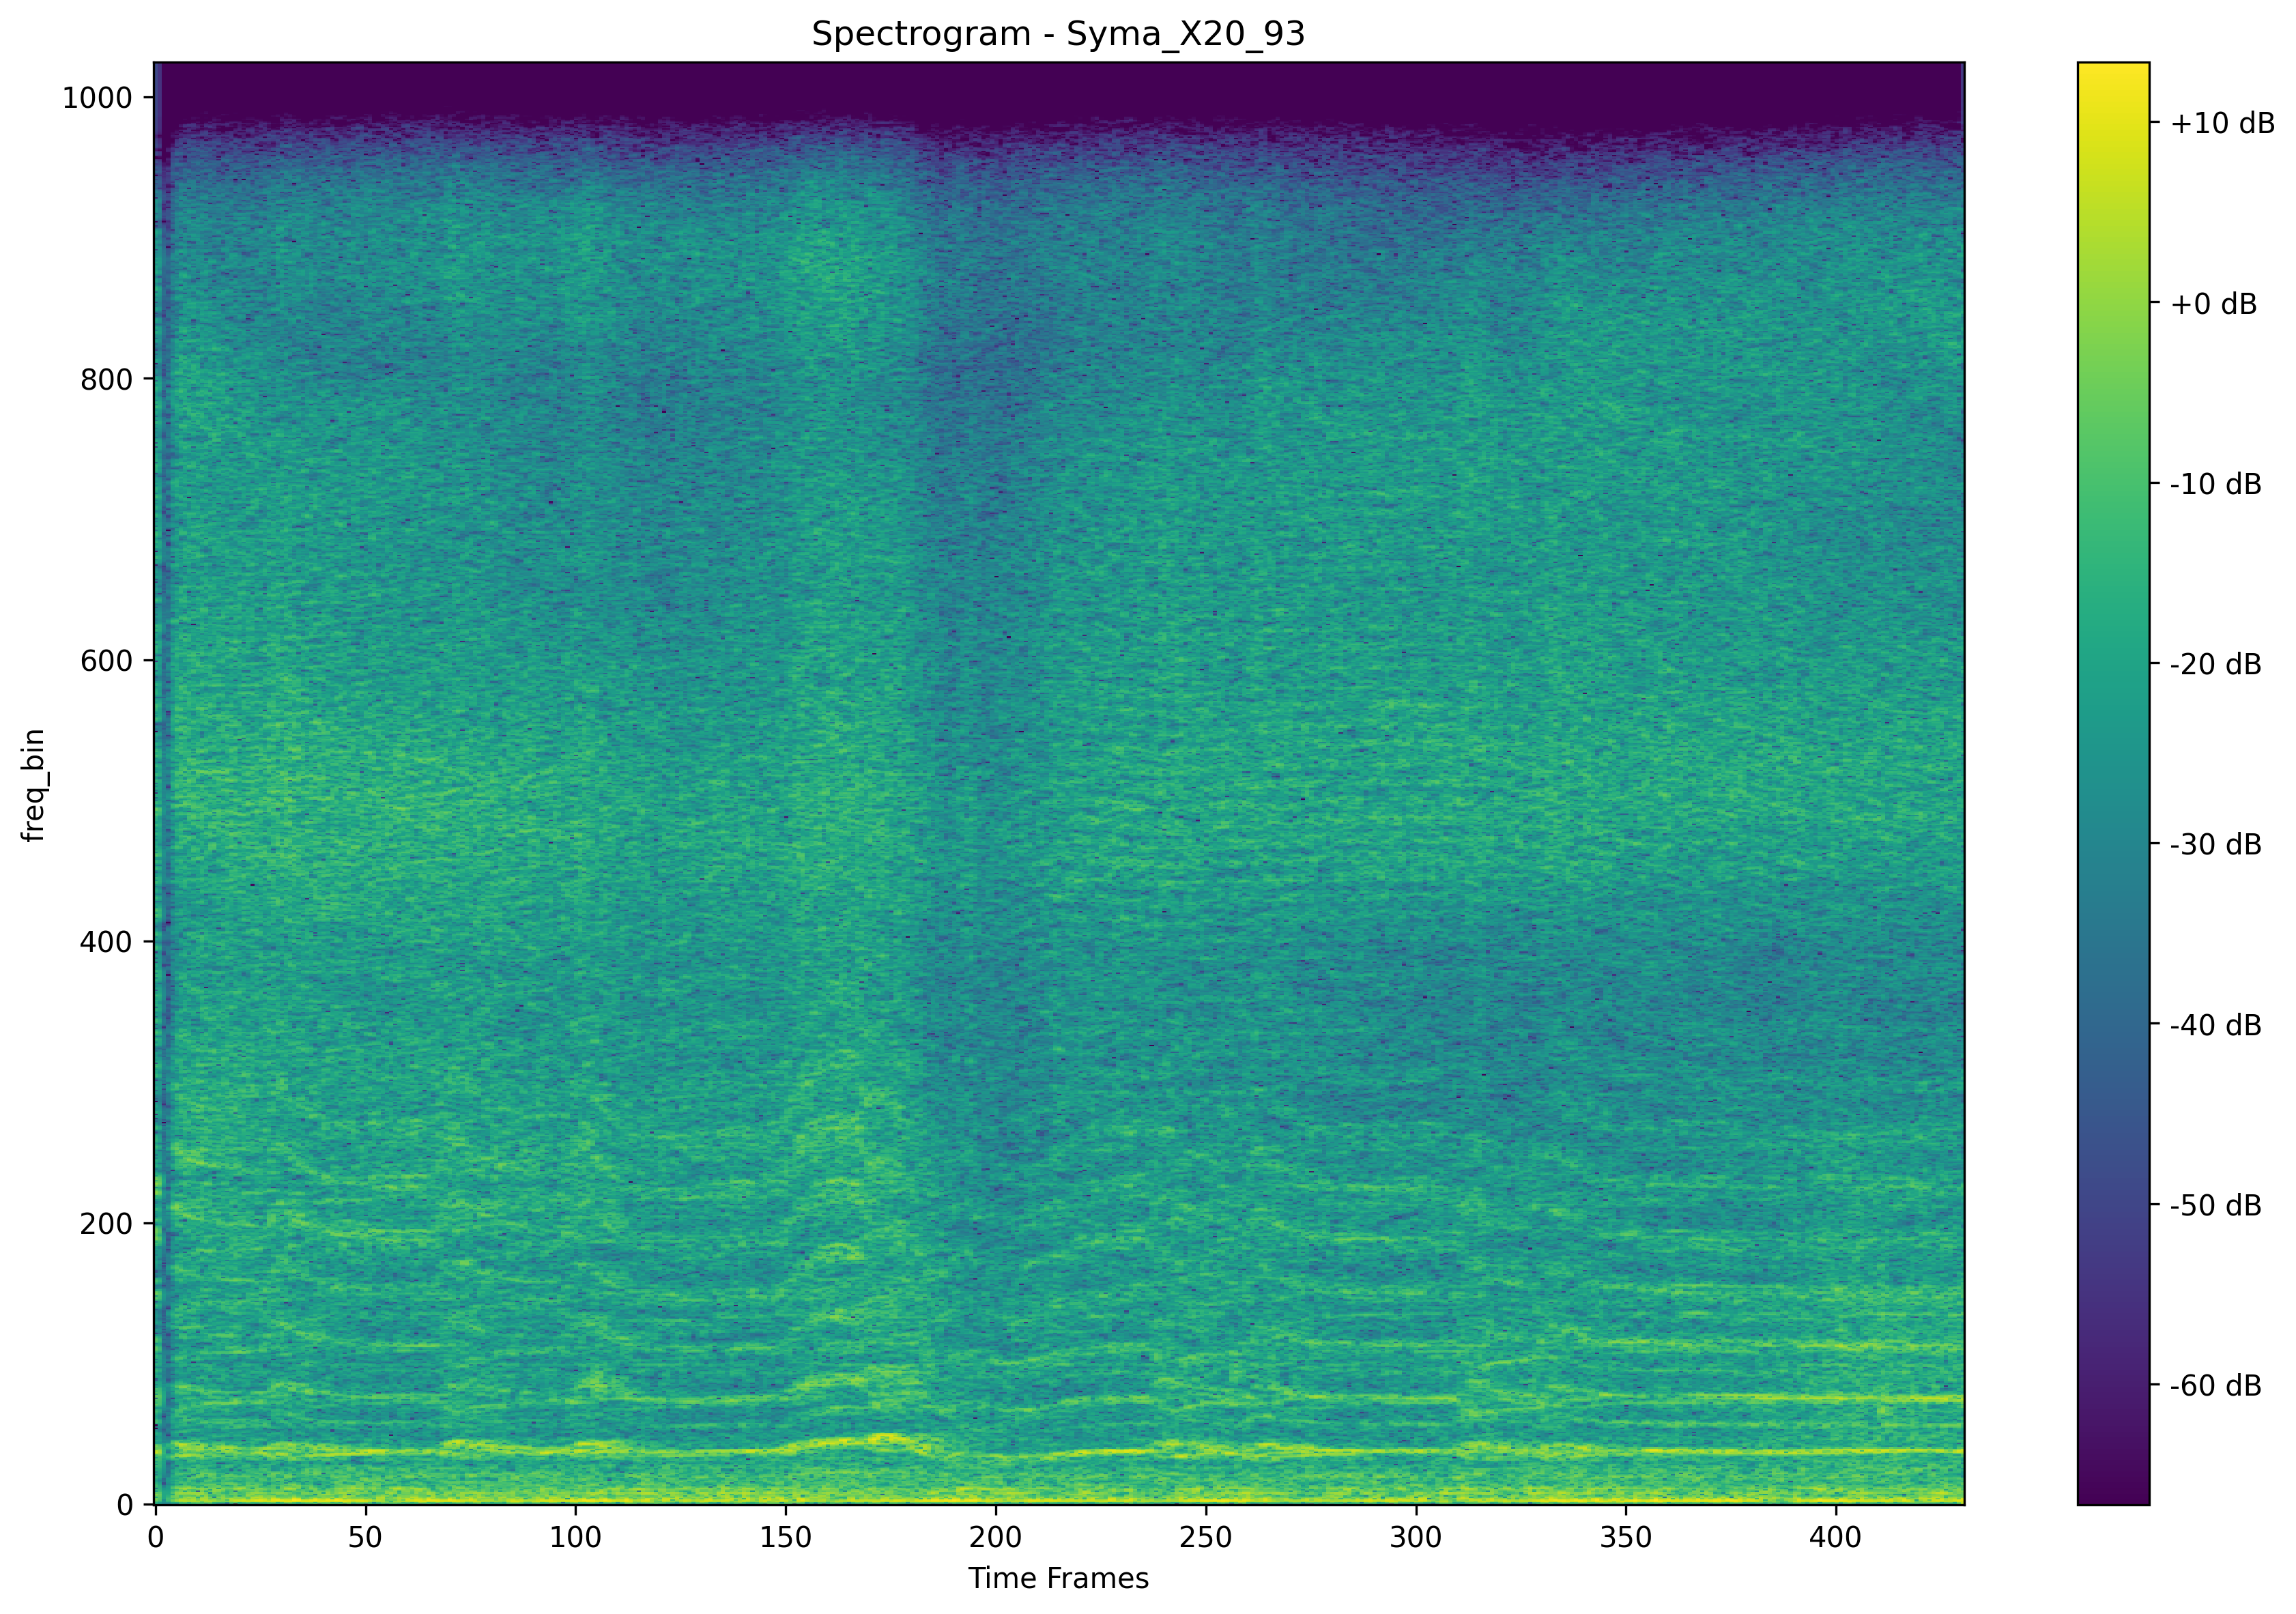 Spectrogram - Syma_X20_93
freq_bin
1000
800
600
400
200
0
0 50 100 150 200 250 300 350 400
Time Frames
+10 dB
+0 dB
-10 dB
-20 dB
-30 dB
-40 dB
-50 dB
-60 dB